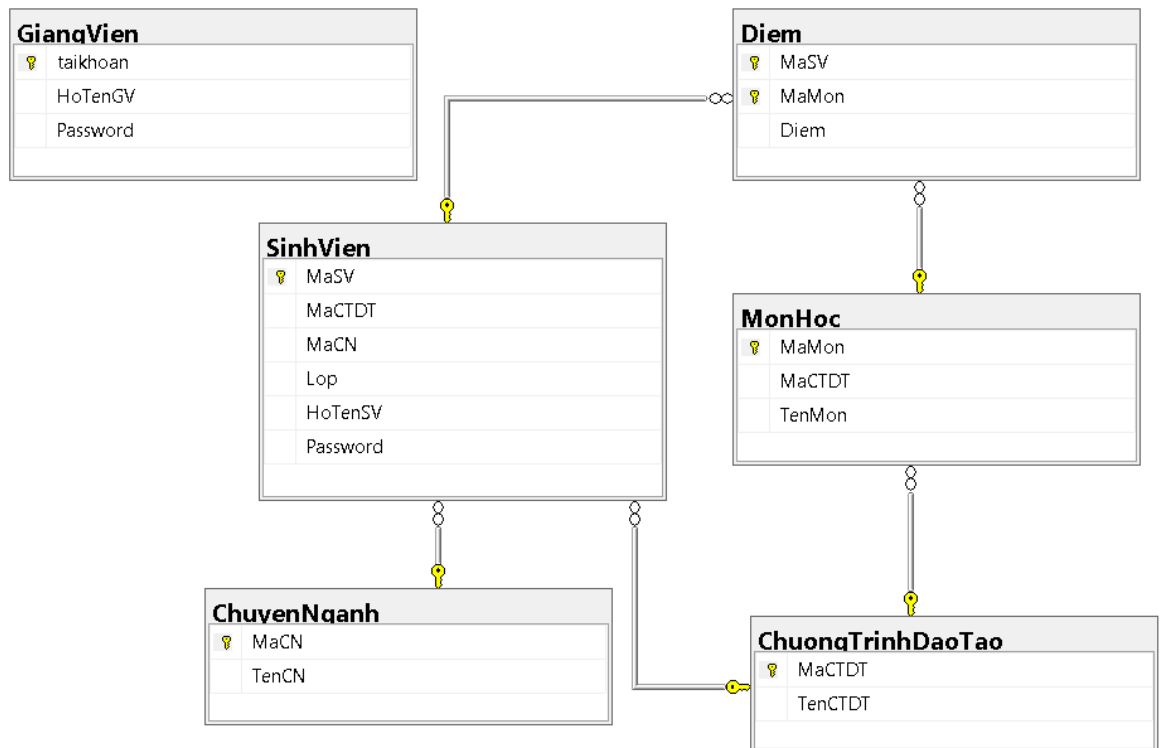 GiangVien
taikhoan
HoTenGV
Password
Diem
MaSV
MaMon
Diem
SinhVien
MaSV
MaCTDT
MaCN
Lop
HoTenSV
Password
MonHoc
MaMon
MaCTDT
TenMon
ChuyenNganh
MaCN
TenCN
ChuongTrinhDaoTao
MaCTDT
TenCTDT